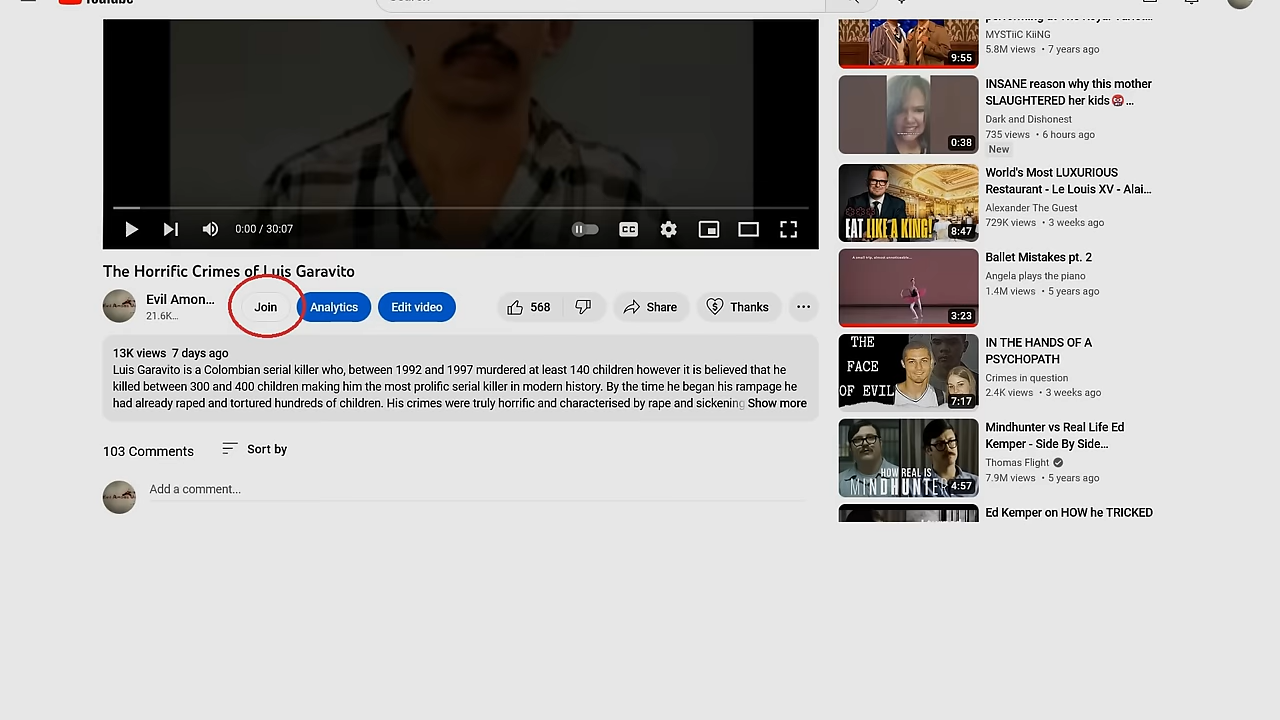 YouTube
Search
0:00 / 30:07
CC
The Horrific Crimes of Luis Garavito
Evil Amon...
21.6K...
Join
Analytics
Edit video
568
Share
Thanks
13K views 7 days ago
Luis Garavito is a Colombian serial killer who, between 1992 and 1997 murdered at least 140 children however it is believed that he
killed between 300 and 400 children making him the most prolific serial killer in modern history. By the time he began his rampage he
had already raped and tortured hundreds of children. His crimes were truly horrific and characterised by rape and sickening Show more
103 Comments
Sort by
Add a comment...
MYSTiiC KiiNG
5.8M views • 7 years ago
9:55
INSANE reason why this mother
SLAUGHTERED her kids 😡 ...
Dark and Dishonest
735 views • 6 hours ago
New
0:38
World's Most LUXURIOUS
Restaurant - Le Louis XV - Alai...
Alexander The Guest
729K views • 3 weeks ago
EAT LIKE A KING!
8:47
Ballet Mistakes pt. 2
Angela plays the piano
1.4M views • 5 years ago
A small trip, almost unnoticeable...
3:23
IN THE HANDS OF A
PSYCHOPATH
Crimes in question
2.4K views • 3 weeks ago
THE
FACE
OF EVIL
7:17
Mindhunter vs Real Life Ed
Kemper - Side By Side...
Thomas Flight
7.9M views • 5 years ago
HOW REAL IS
MINDHUNTER
4:57
Ed Kemper on HOW he TRICKED